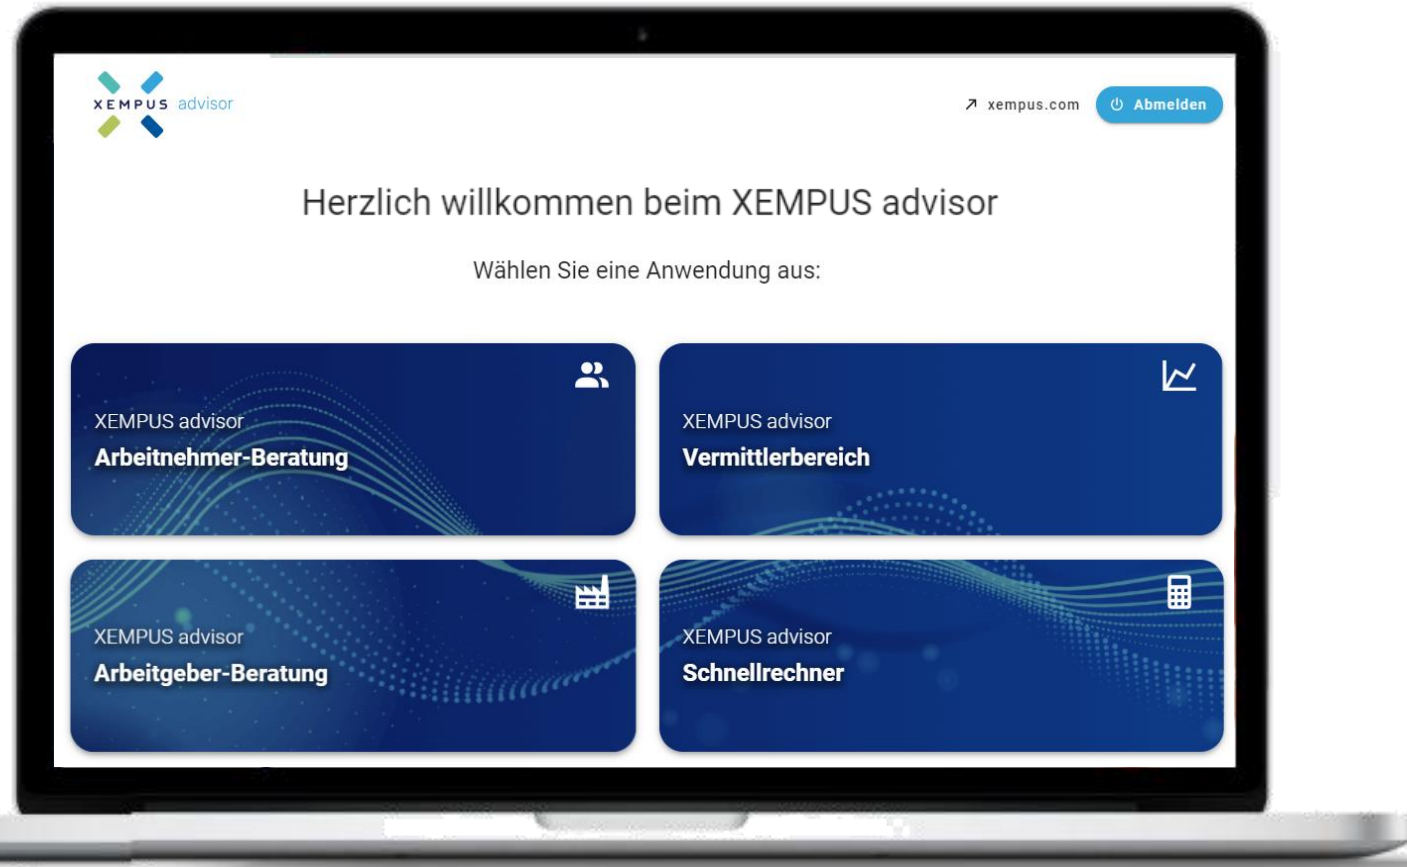 XEMPUS advisor
xempus.com
Abmelden
Herzlich willkommen beim XEMPUS advisor
Wählen Sie eine Anwendung aus:
XEMPUS advisor
Arbeitnehmer-Beratung
XEMPUS advisor
Vermittlerbereich
XEMPUS advisor
Arbeitgeber-Beratung
XEMPUS advisor
Schnellrechner